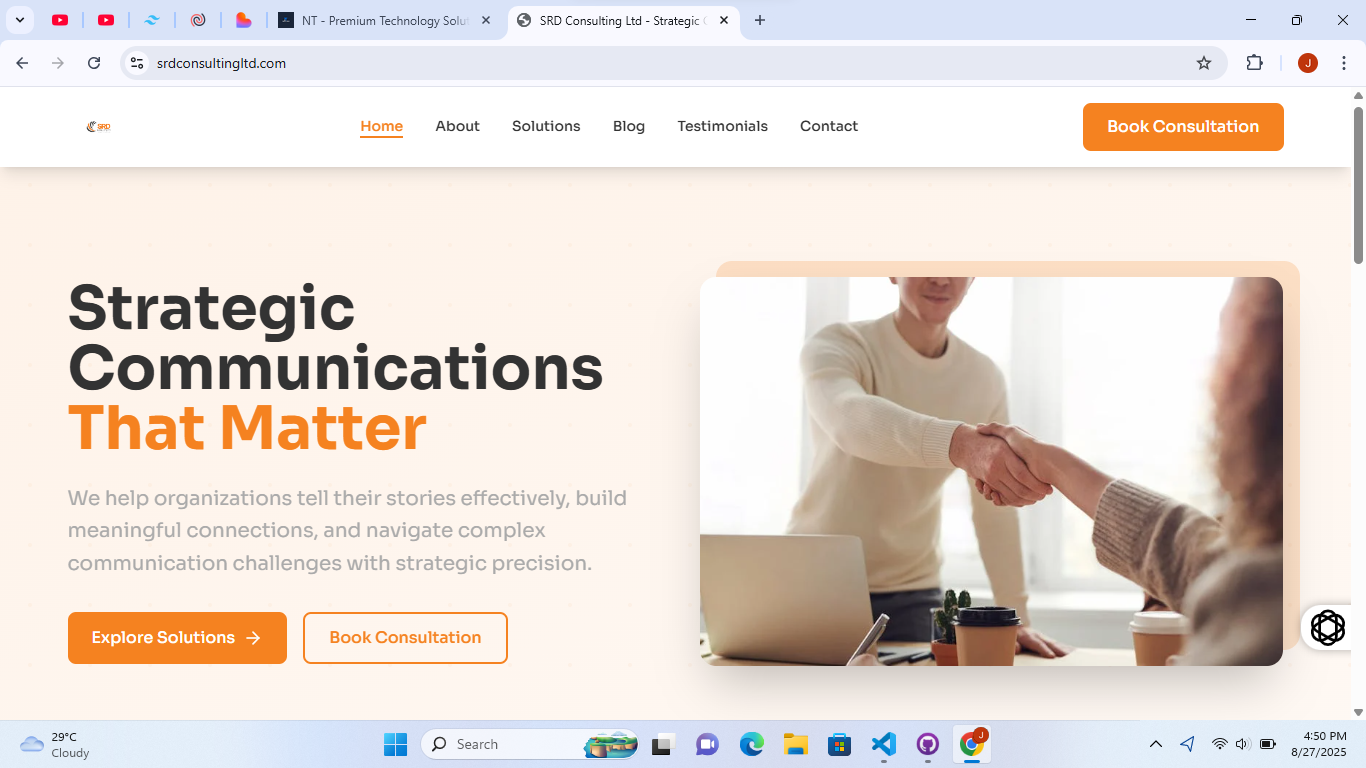 NT - Premium Technology Solut
SRD Consulting Ltd - Strategic C
srdconsultingltd.com
J
SRD
Home
About
Solutions
Blog
Testimonials
Contact
Book Consultation
Strategic
Communications
That Matter
We help organizations tell their stories effectively, build
meaningful connections, and navigate complex
communication challenges with strategic precision.
Explore Solutions
Book Consultation
29°C
Cloudy
Search
J
4:50 PM
8/27/2025